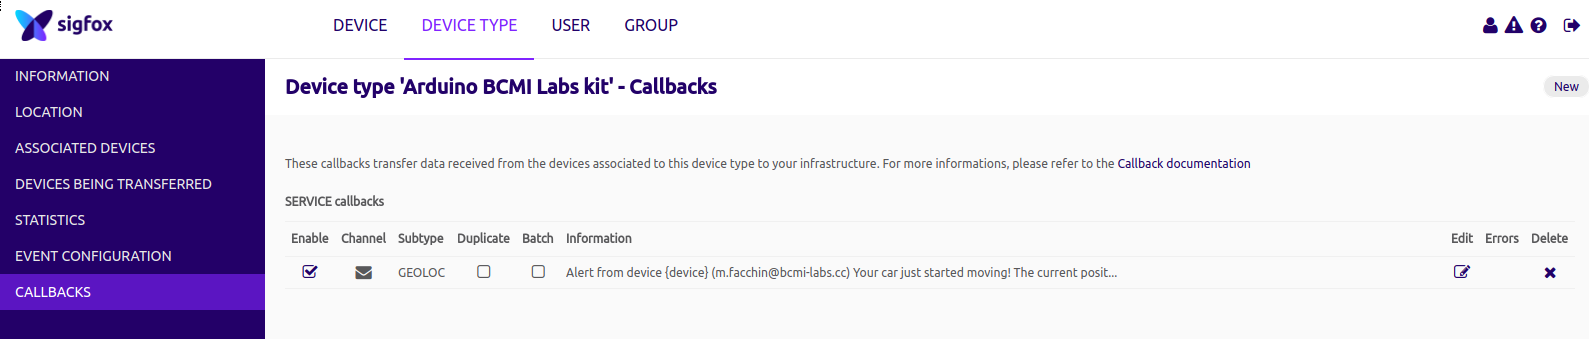 sigfox
DEVICE DEVICE TYPE USER GROUP
INFORMATION
LOCATION
ASSOCIATED DEVICES
DEVICES BEING TRANSFERRED
STATISTICS
EVENT CONFIGURATION
CALLBACKS
Device type 'Arduino BCMI Labs kit' - Callbacks
New
These callbacks transfer data received from the devices associated to this device type to your infrastructure. For more informations, please refer to the Callback documentation
SERVICE callbacks
Enable Channel Subtype Duplicate Batch Information Edit Errors Delete
GEOLOC Alert from device {device} (m.facchin@bcmi-labs.cc) Your car just started moving! The current posit...